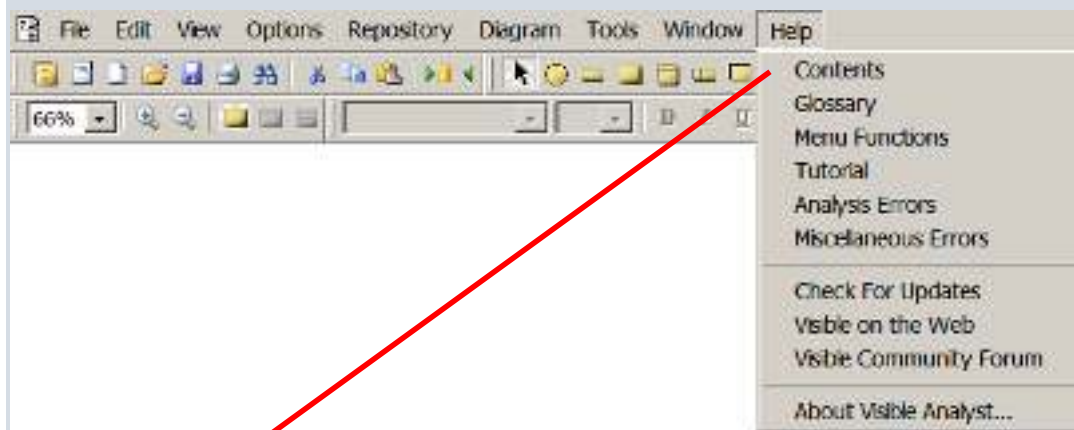 File Edit View Options Repository Diagram Tools Window Help
66%
Contents
Glossary
Menu Functions
Tutorial
Analysis Errors
Miscellaneous Errors
Check For Updates
Visible on the Web
Visible Community Forum
About Visible Analyst...